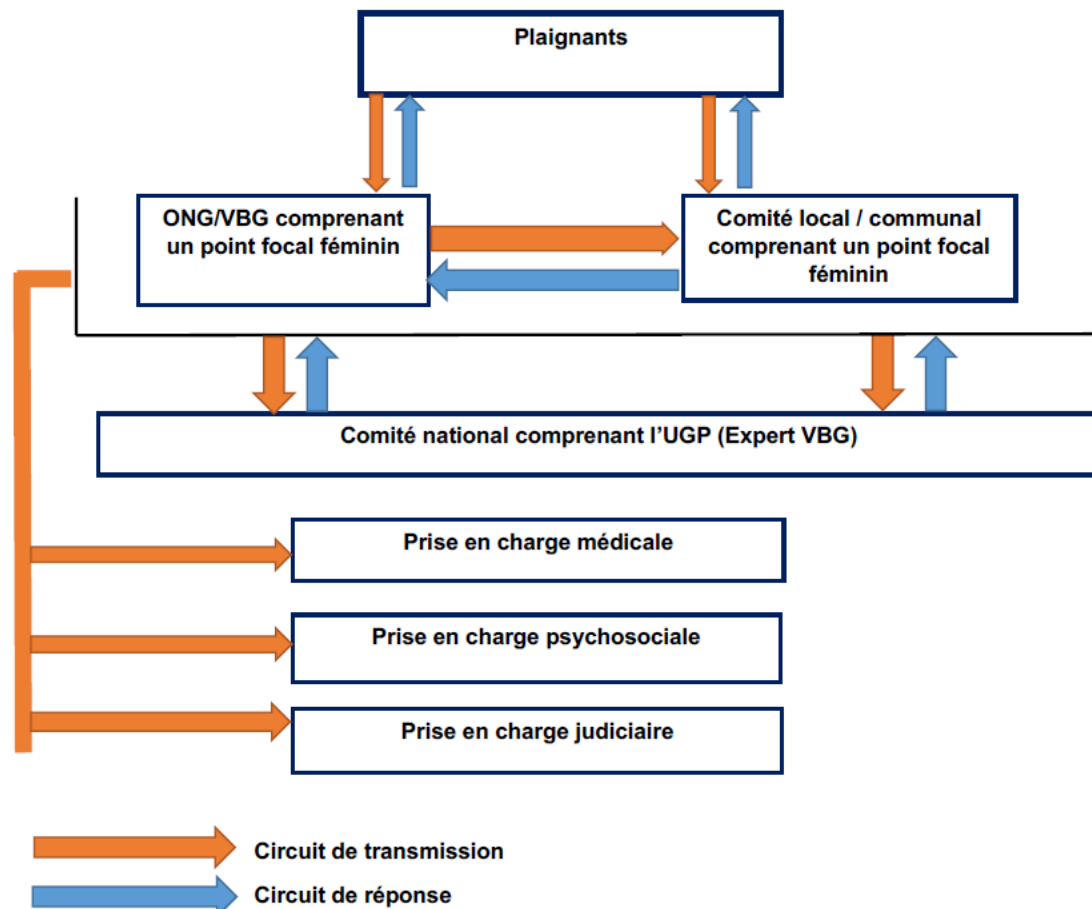 Plaignants
ONG/VBG comprenant
un point focal féminin
Comité local / communal
comprenant un point focal
féminin
Comité national comprenant l’UGP (Expert VBG)
Prise en charge médicale
Prise en charge psychosociale
Prise en charge judiciaire
Circuit de transmission
Circuit de réponse